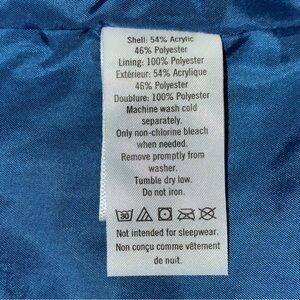 Shell: 54% Acrylic
46% Polyester
Lining: 100% Polyester
Extérieur: 54% Acrylique
46% Polyester
Doublure: 100% Polyester
Machine wash cold
separately.
Only non-chlorine bleach
when needed.
Remove promptly from
washer.
Tumble dry low.
Do not iron.
30
Not intended for sleepwear.
Non conçu comme vêtement
de nuit.